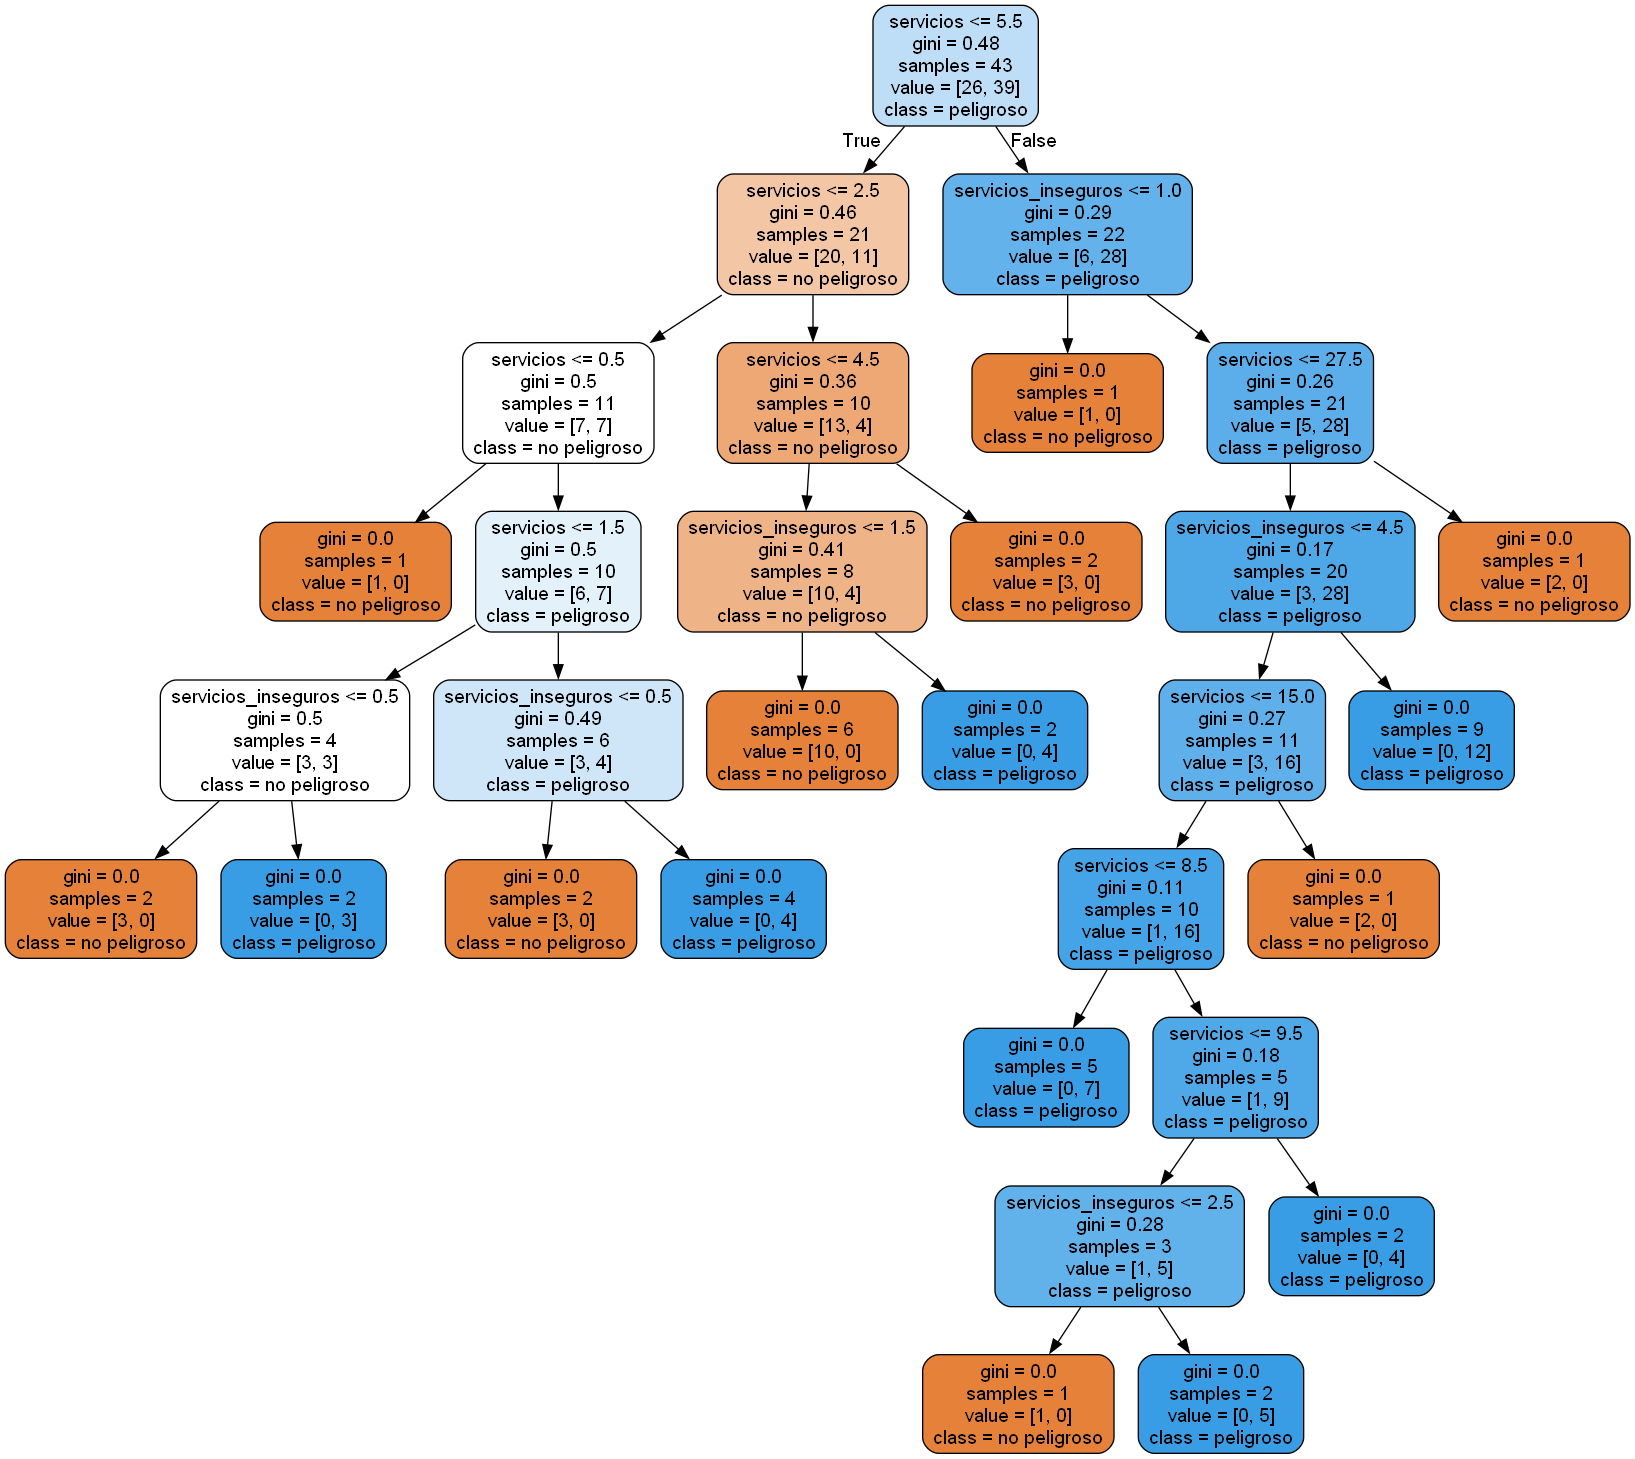 servicios <= 5.5
gini = 0.48
samples = 43
value = [26, 39]
class = peligroso
True
False
servicios <= 2.5
gini = 0.46
samples = 21
value = [20, 11]
class = no peligroso
servicios_inseguros <= 1.0
gini = 0.29
samples = 22
value = [6, 28]
class = peligroso
servicios <= 0.5
gini = 0.5
samples = 11
value = [7, 7]
class = no peligroso
servicios <= 4.5
gini = 0.36
samples = 10
value = [13, 4]
class = no peligroso
gini = 0.0
samples = 1
value = [1, 0]
class = no peligroso
servicios <= 27.5
gini = 0.26
samples = 21
value = [5, 28]
class = peligroso
gini = 0.0
samples = 1
value = [1, 0]
class = no peligroso
servicios <= 1.5
gini = 0.5
samples = 10
value = [6, 7]
class = peligroso
servicios_inseguros <= 1.5
gini = 0.41
samples = 8
value = [10, 4]
class = no peligroso
gini = 0.0
samples = 2
value = [3, 0]
class = no peligroso
servicios_inseguros <= 4.5
gini = 0.17
samples = 20
value = [3, 28]
class = peligroso
gini = 0.0
samples = 1
value = [2, 0]
class = no peligroso
servicios_inseguros <= 0.5
gini = 0.5
samples = 4
value = [3, 3]
class = no peligroso
servicios_inseguros <= 0.5
gini = 0.49
samples = 6
value = [3, 4]
class = peligroso
gini = 0.0
samples = 6
value = [10, 0]
class = no peligroso
gini = 0.0
samples = 2
value = [0, 4]
class = peligroso
servicios <= 15.0
gini = 0.27
samples = 11
value = [3, 16]
class = peligroso
gini = 0.0
samples = 9
value = [0, 12]
class = peligroso
gini = 0.0
samples = 2
value = [3, 0]
class = no peligroso
gini = 0.0
samples = 2
value = [0, 3]
class = peligroso
gini = 0.0
samples = 2
value = [3, 0]
class = no peligroso
gini = 0.0
samples = 4
value = [0, 4]
class = peligroso
servicios <= 8.5
gini = 0.11
samples = 10
value = [1, 16]
class = peligroso
gini = 0.0
samples = 1
value = [2, 0]
class = no peligroso
gini = 0.0
samples = 5
value = [0, 7]
class = peligroso
servicios <= 9.5
gini = 0.18
samples = 5
value = [1, 9]
class = peligroso
servicios_inseguros <= 2.5
gini = 0.28
samples = 3
value = [1, 5]
class = peligroso
gini = 0.0
samples = 2
value = [0, 4]
class = peligroso
gini = 0.0
samples = 1
value = [1, 0]
class = no peligroso
gini = 0.0
samples = 2
value = [0, 5]
class = peligroso